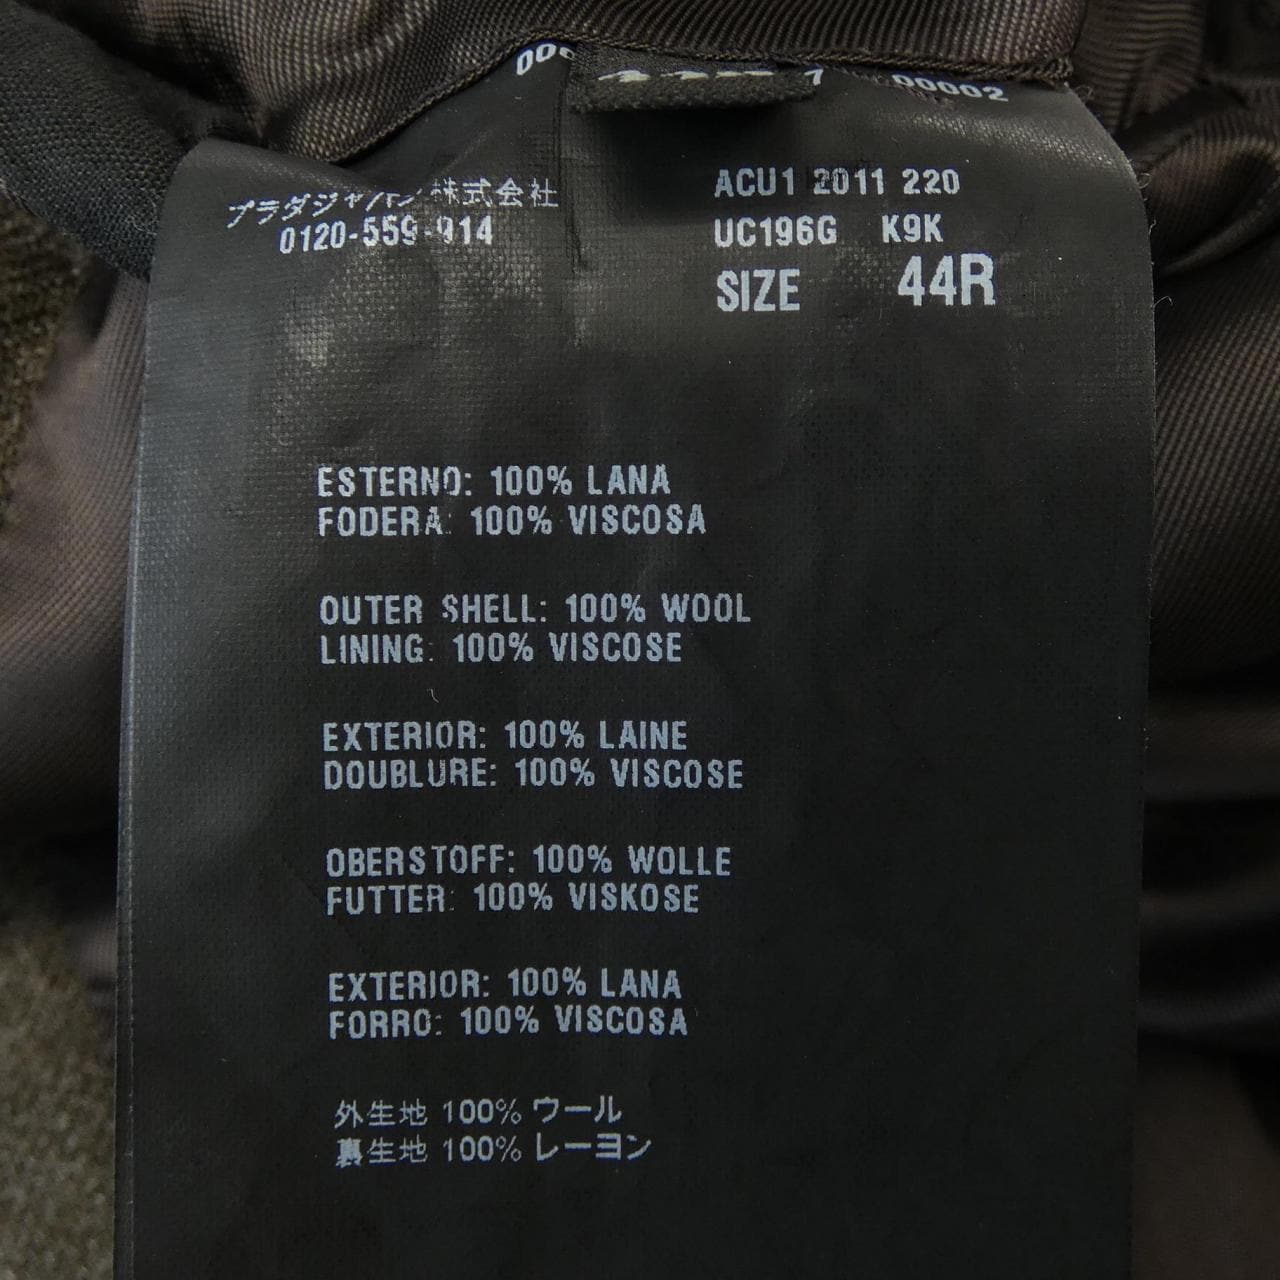 00002
プラダジャパン株式会社
0120-559-914
ACU1 2011 220
UC196G K9K
SIZE 44R
ESTERNO: 100% LANA
FODERA: 100% VISCOSA
OUTER SHELL: 100% WOOL
LINING: 100% VISCOSE
EXTERIOR: 100% LAINE
DOUBLURE: 100% VISCOSE
OBERSTOFF: 100% WOLLE
FUTTER: 100% VISKOSE
EXTERIOR: 100% LANA
FORRO: 100% VISCOSA
外生地 100% ウール
裏生地 100% レーヨン